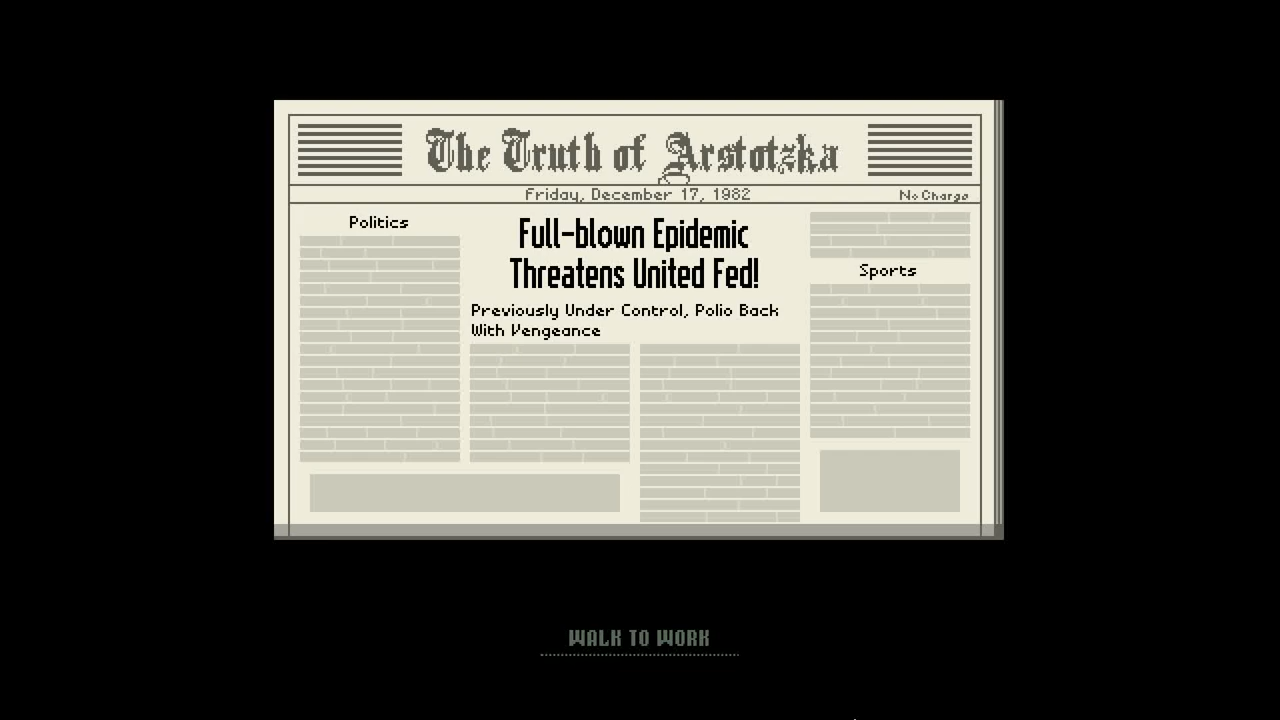 The Truth of Arstotzka
Friday, December 17, 1982
No Charge
Politics
Full-blown Epidemic
Threatens United Fed!
Previously Under Control, Polio Back
With Vengeance
Sports
WALK TO WORK